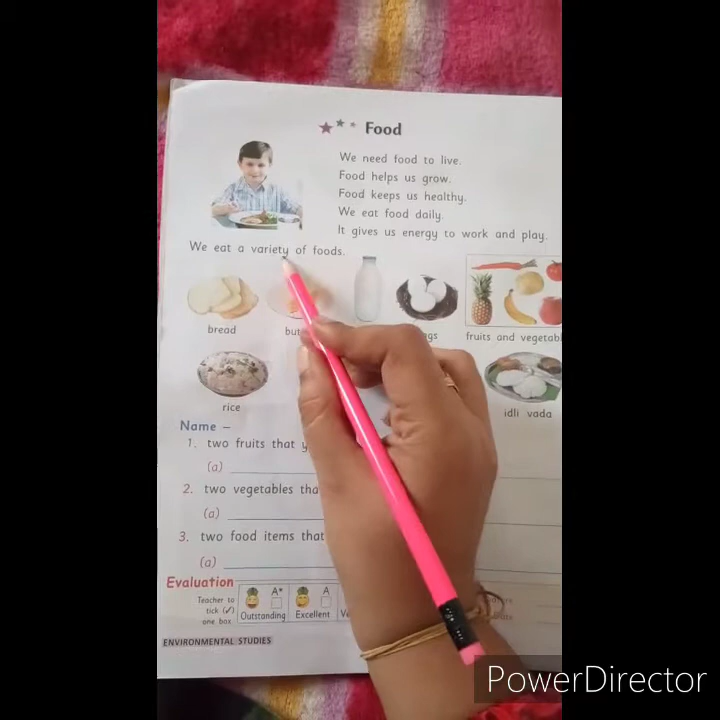 Food
We need food to live.
Food helps us grow.
Food keeps us healthy.
We eat food daily.
It gives us energy to work and play.
We eat a variety of foods.
bread
fruits and
rice
idli vada
Name –
1. two fruits that
(a)
2. two vegetables
(a)
3. two food items that
(a)
Evaluation
Teacher to
tick (✓)
one box
A*
Outstanding
A
Excellent
ENVIRONMENTAL STUDIES
PowerDirector